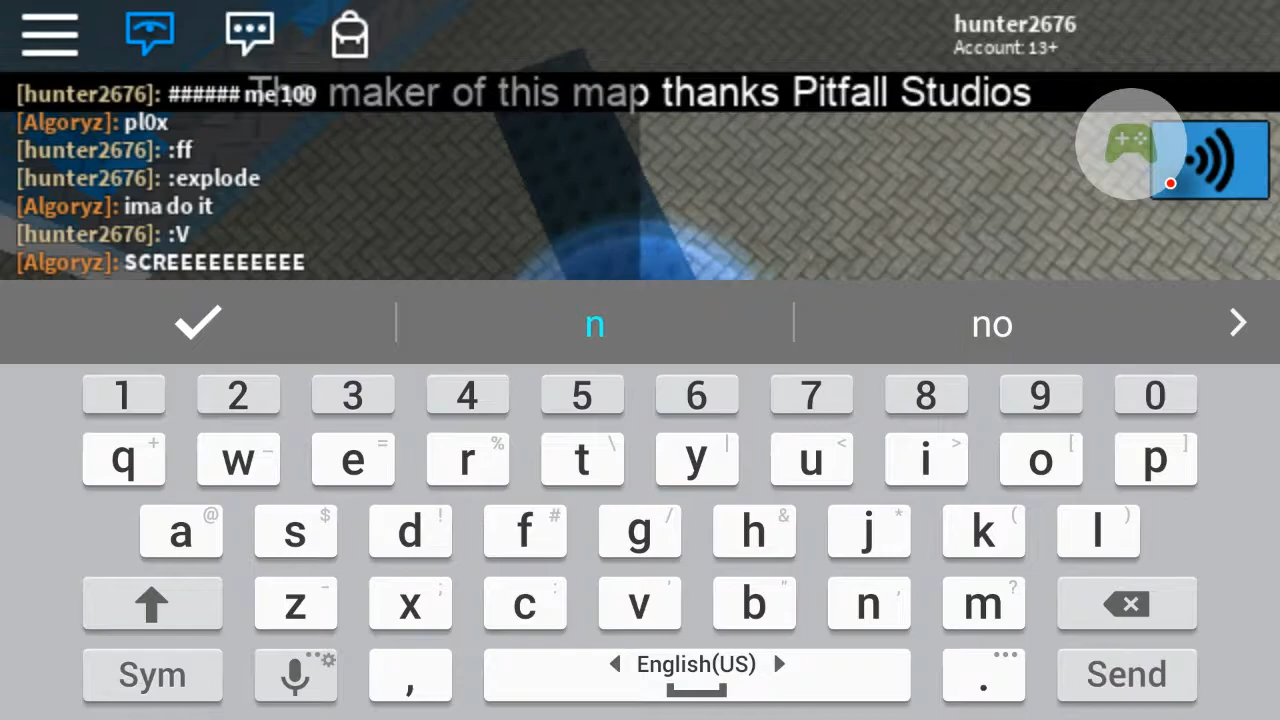 hunter2676
Account: 13+
The maker of this map thanks Pitfall Studios
[hunter2676]: ###### me 100
[Algoryz]: pl0x
[hunter2676]: :ff
[hunter2676]: :explode
[Algoryz]: ima do it
[hunter2676]: :V
[Algoryz]: SCREEEEEEEEEE
n no
1 2 3 4 5 6 7 8 9 0
q + w _ e = r % t \ y | u < i > o [ p ]
a @ s $ d ! f # g / h & j * k ( l )
z - x ; c : v ' b " n , m ?
Sym , English(US) . Send